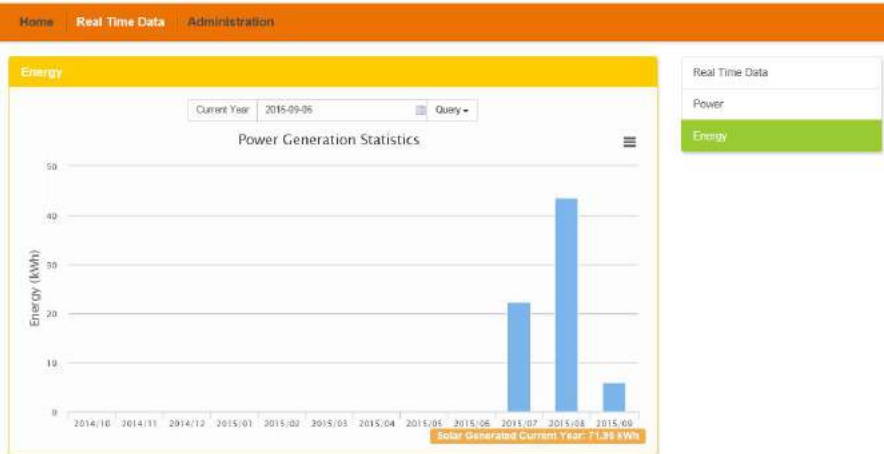 Home Real Time Data Administration
Energy
Real Time Data
Power
Energy
Current Year 2015-09-06 Query
Power Generation Statistics
Energy (kWh)
50
40
30
20
10
0
2014/10 2014/11 2014/12 2015/01 2015/02 2015/03 2015/04 2015/05 2015/06 2015/07 2015/08 2015/09
Solar Generated Current Year: 71.96 kWh